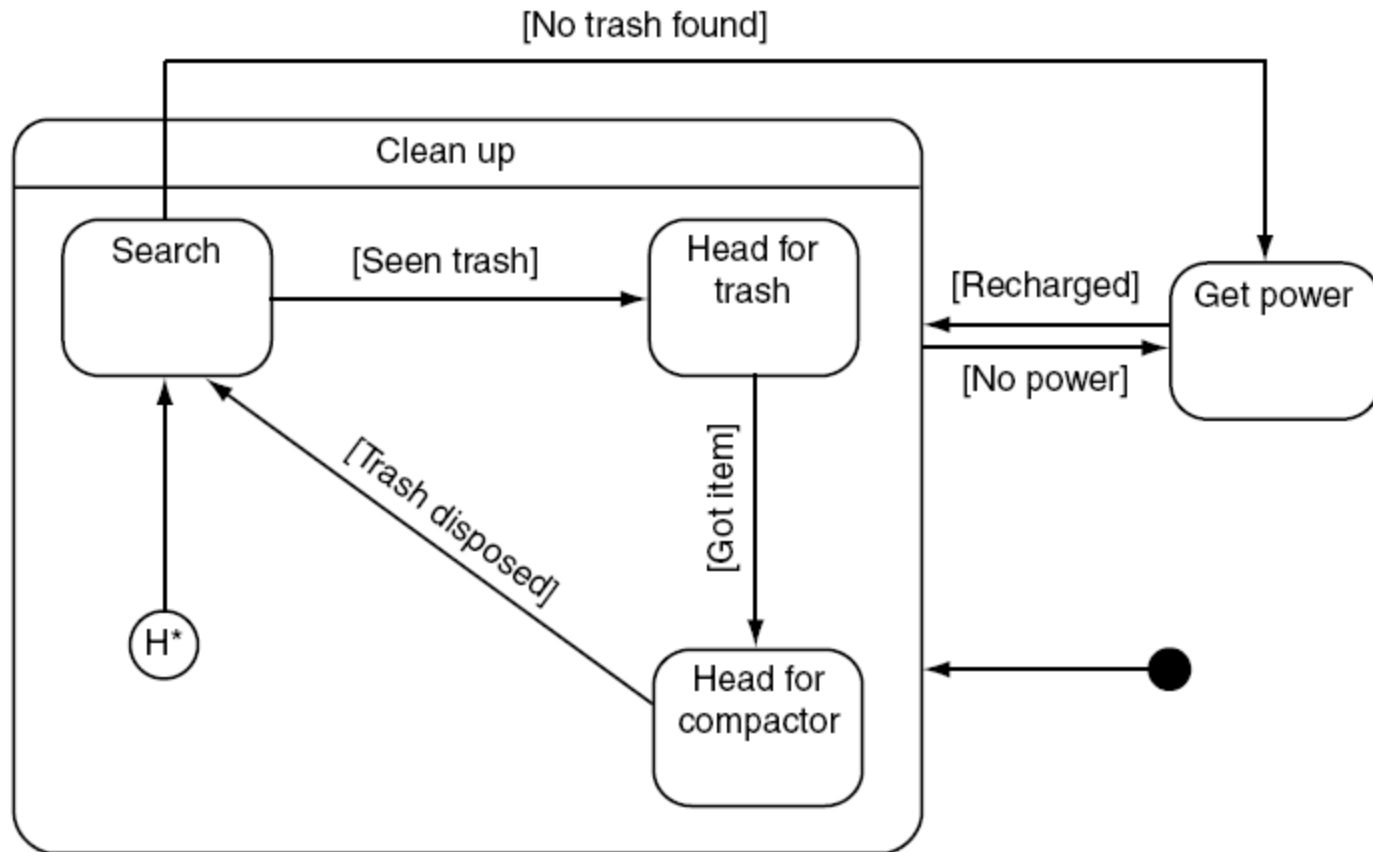 [No trash found]
Clean up
Search
[Seen trash]
Head for
trash
[Recharged]
Get power
[No power]
[Trash disposed]
[Got item]
H*
Head for
compactor